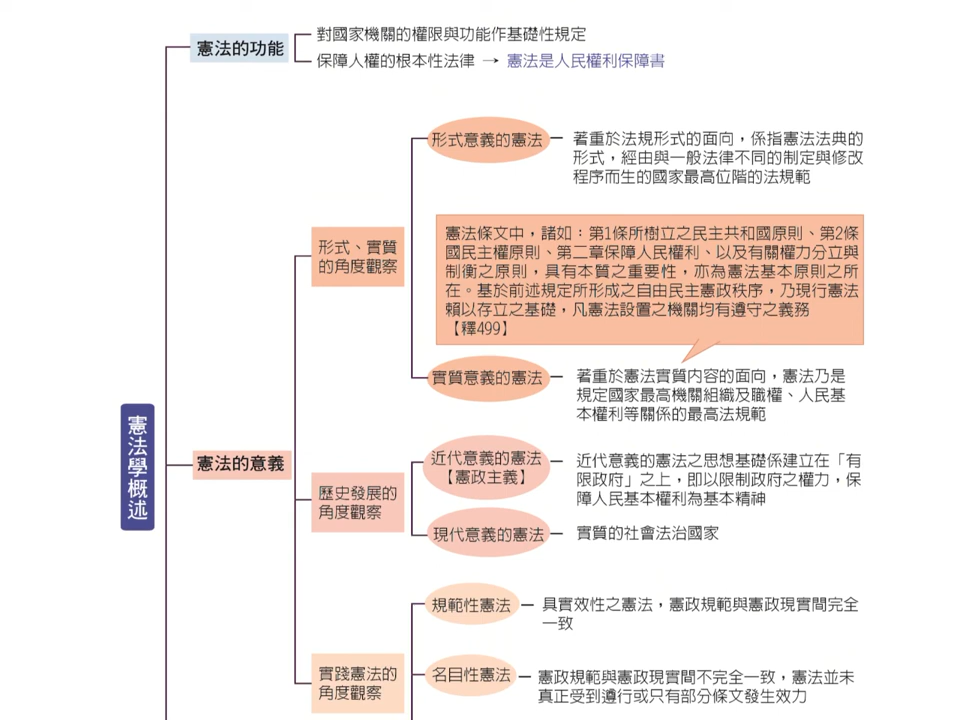 憲法學概述
憲法的功能
對國家機關的權限與功能作基礎性規定
保障人權的根本性法律 → 憲法是人民權利保障書
憲法的意義
形式、實質
的角度觀察
形式意義的憲法
著重於法規形式的面向，係指憲法法典的
形式，經由與一般法律不同的制定與修改
程序而生的國家最高位階的法規範
憲法條文中，諸如：第1條所樹立之民主共和國原則、第2條
國民主權原則、第二章保障人民權利、以及有關權力分立與
制衡之原則，具有本質之重要性，亦為憲法基本原則之所
在。基於前述規定所形成之自由民主憲政秩序，乃現行憲法
賴以存立之基礎，凡憲法設置之機關均有遵守之義務
【釋499】
實質意義的憲法
著重於憲法實質內容的面向，憲法乃是
規定國家最高機關組織及職權、人民基
本權利等關係的最高法規範
歷史發展的
角度觀察
近代意義的憲法
【憲政主義】
近代意義的憲法之思想基礎係建立在「有
限政府」之上，即以限制政府之權力，保
障人民基本權利為基本精神
現代意義的憲法
實質的社會法治國家
實踐憲法的
角度觀察
規範性憲法
具實效性之憲法，憲政規範與憲政現實間完全
一致
名目性憲法
憲政規範與憲政現實間不完全一致，憲法並未
真正受到遵行或只有部分條文發生效力